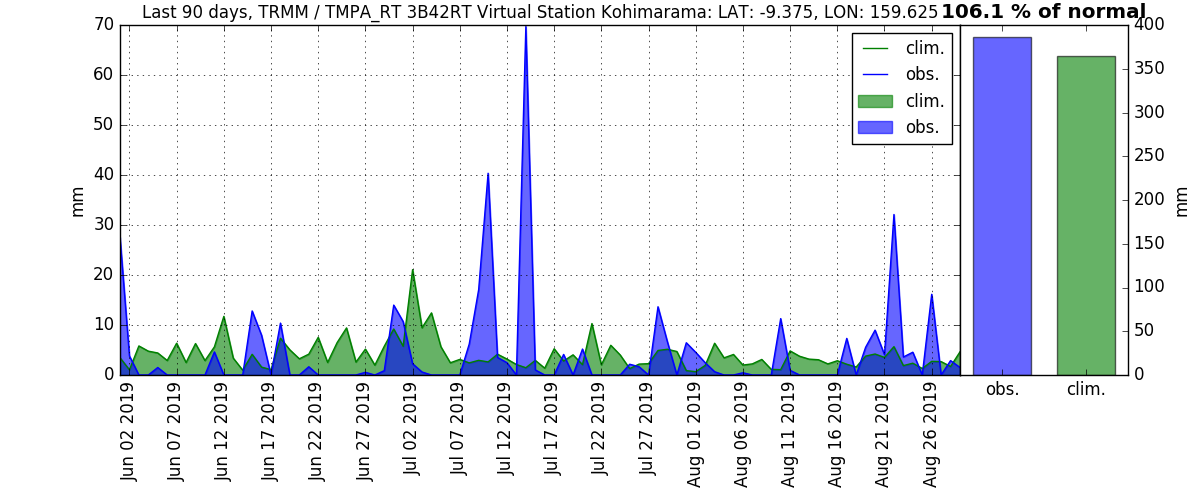 Last 90 days, TRMM / TMPA_RT 3B42RT Virtual Station Kohimarama: LAT: -9.375, LON: 159.625 106.1 % of normal
clim.
obs.
clim.
obs.
70
60
50
40
30
20
10
0
mm
400
350
300
250
200
150
100
50
0
mm
Jun 02 2019
Jun 07 2019
Jun 12 2019
Jun 17 2019
Jun 22 2019
Jun 27 2019
Jul 02 2019
Jul 07 2019
Jul 12 2019
Jul 17 2019
Jul 22 2019
Jul 27 2019
Aug 01 2019
Aug 06 2019
Aug 11 2019
Aug 16 2019
Aug 21 2019
Aug 26 2019
obs.
clim.